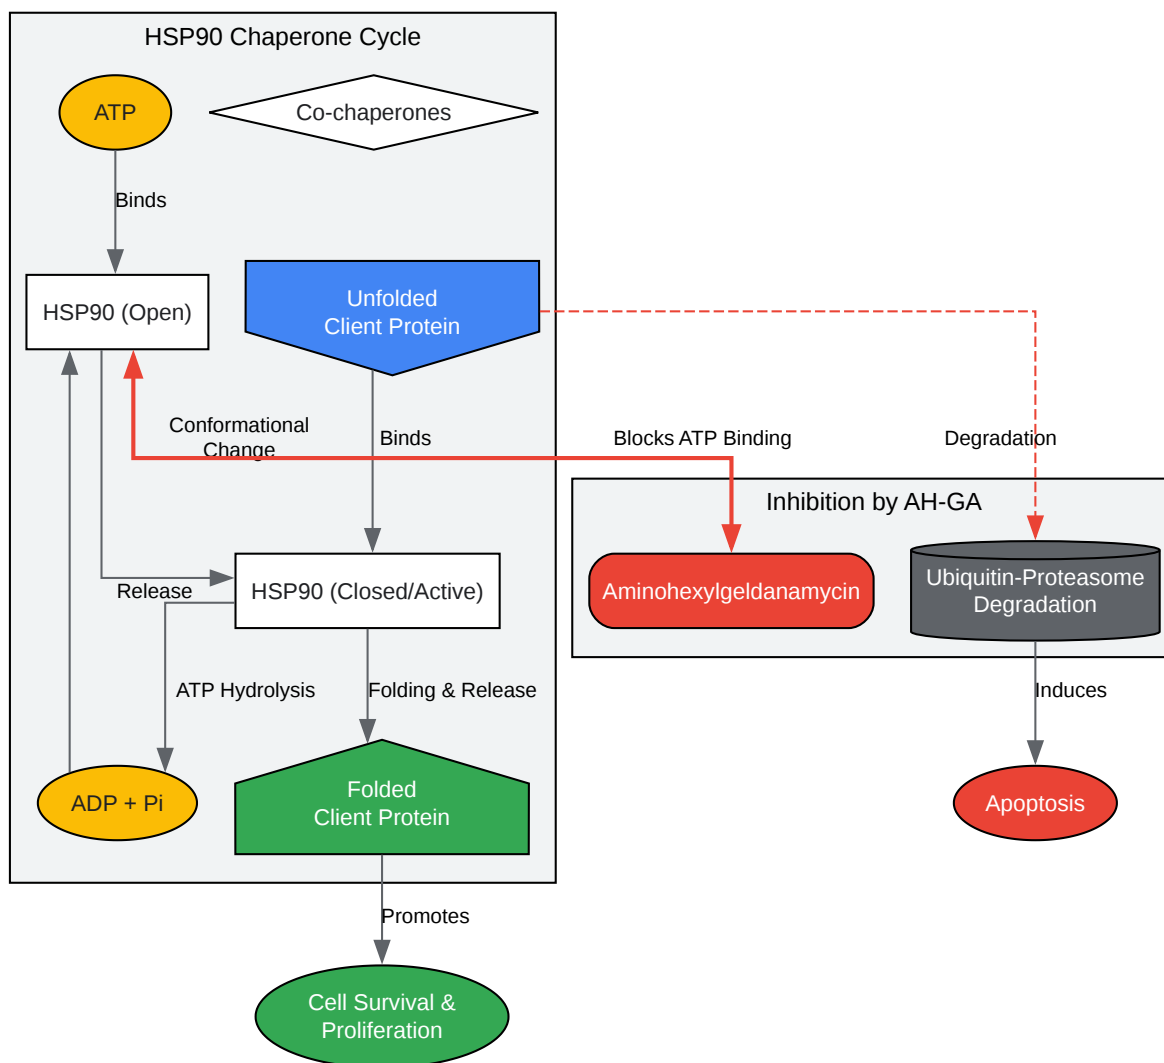 HSP90 Chaperone Cycle
ATP
Co-chaperones
Binds
HSP90 (Open)
Unfolded
Client Protein
Conformational
Change
Binds
Blocks ATP Binding
Degradation
Inhibition by AH-GA
Aminohexylgeldanamycin
Ubiquitin-Proteasome
Degradation
Release
HSP90 (Closed/Active)
ATP Hydrolysis
Folding & Release
Induces
ADP + Pi
Folded
Client Protein
Apoptosis
Promotes
Cell Survival &
Proliferation